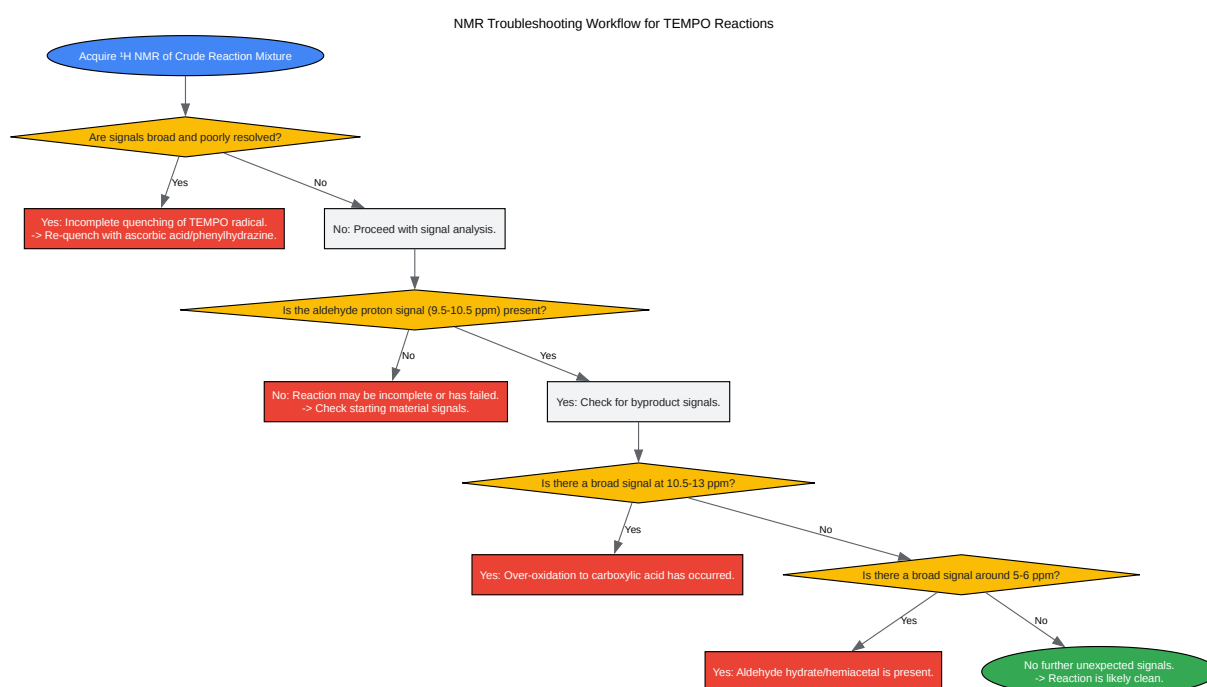 NMR Troubleshooting Workflow for TEMPO Reactions
Acquire ¹H NMR of Crude Reaction Mixture
Are signals broad and poorly resolved?
Yes
No
Yes: Incomplete quenching of TEMPO radical.
-> Re-quench with ascorbic acid/phenylhydrazine.
No: Proceed with signal analysis.
Is the aldehyde proton signal (9.5-10.5 ppm) present?
No
Yes
No: Reaction may be incomplete or has failed.
-> Check starting material signals.
Yes: Check for byproduct signals.
Is there a broad signal at 10.5-13 ppm?
Yes
No
Yes: Over-oxidation to carboxylic acid has occurred.
Is there a broad signal around 5-6 ppm?
Yes
No
Yes: Aldehyde hydrate/hemiacetal is present.
No further unexpected signals.
-> Reaction is likely clean.